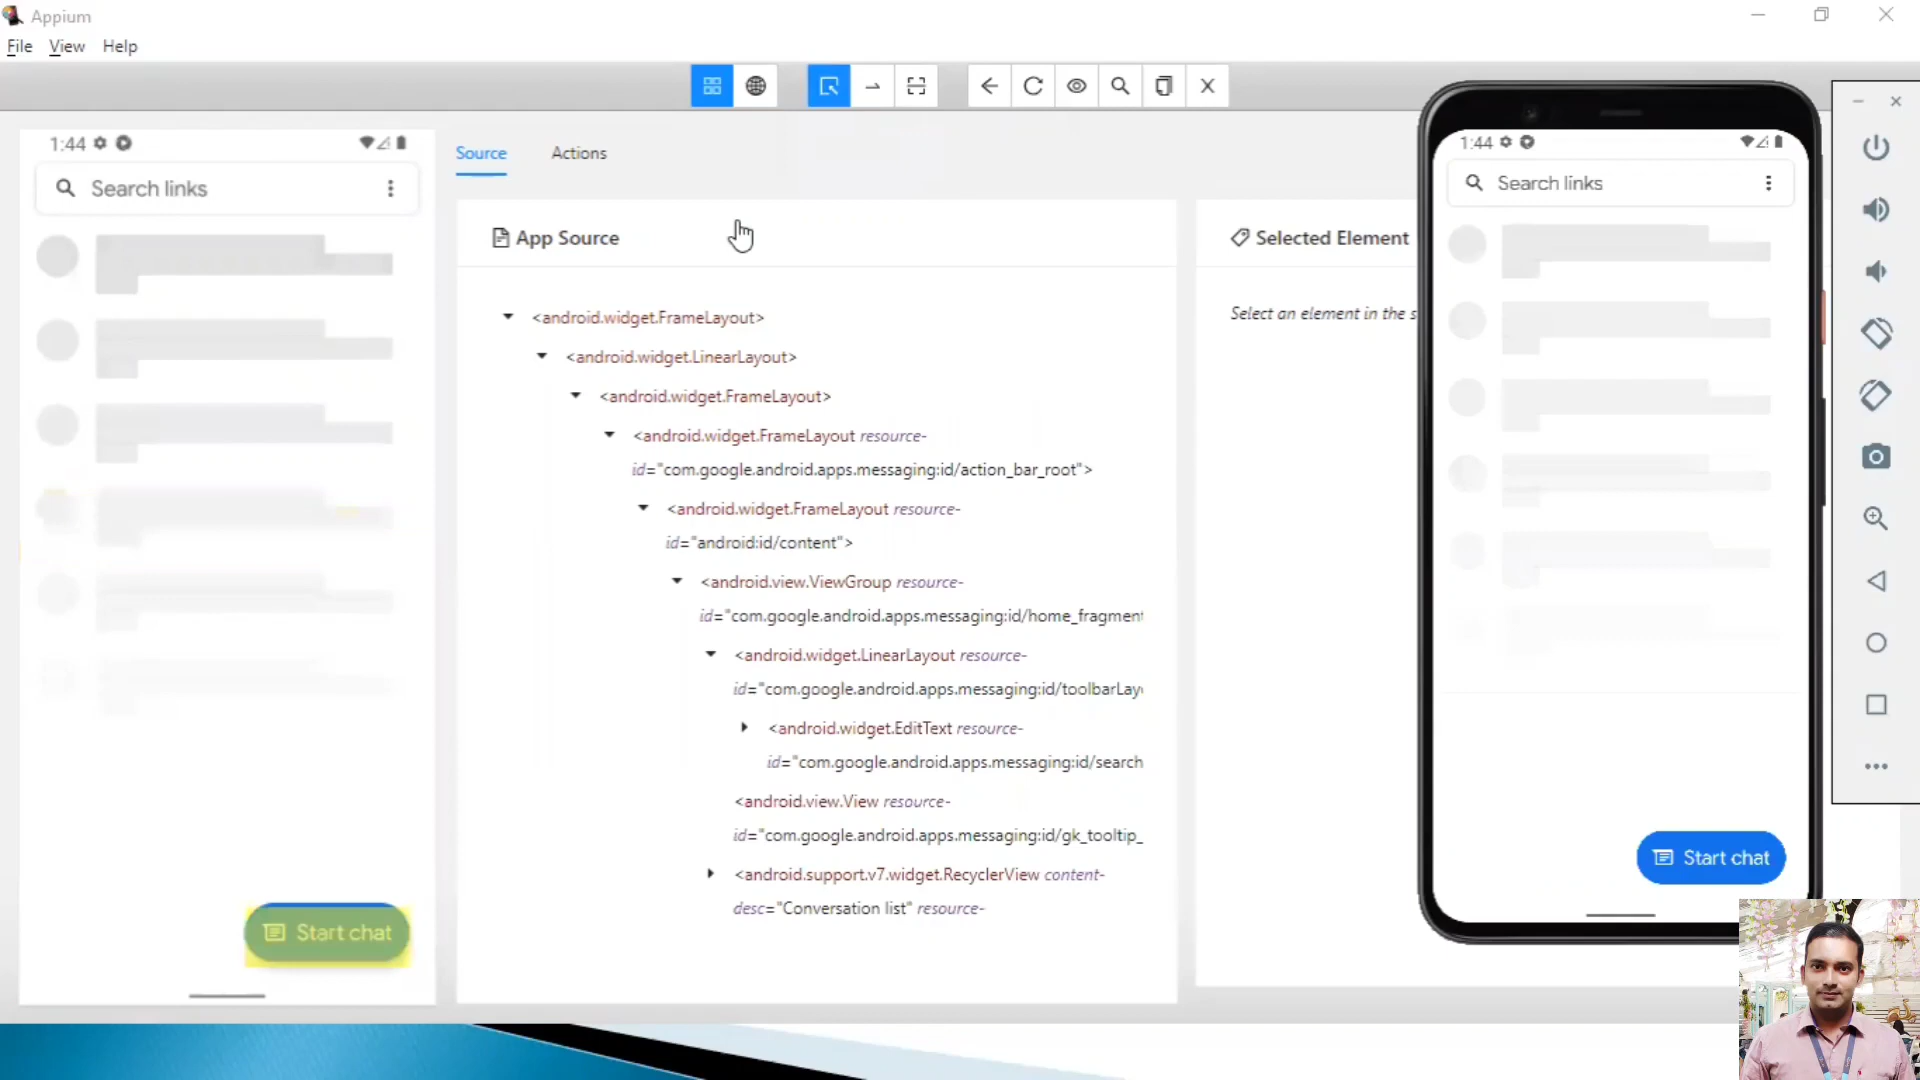 Appium
File View Help
1:44
Search links
Start chat
Source Actions
App Source
<android.widget.FrameLayout>
<android.widget.LinearLayout>
<android.widget.FrameLayout>
<android.widget.FrameLayout resource-
id="com.google.android.apps.messaging:id/action_bar_root">
<android.widget.FrameLayout resource-
id="android:id/content">
<android.view.ViewGroup resource-
id="com.google.android.apps.messaging:id/home_fragment
<android.widget.LinearLayout resource-
id="com.google.android.apps.messaging:id/toolbarLay
<android.widget.EditText resource-
id="com.google.android.apps.messaging:id/search
<android.view.View resource-
id="com.google.android.apps.messaging:id/gk_tooltip_
<android.support.v7.widget.RecyclerView content-
desc="Conversation list" resource-
Selected Element
Select an element in the s
1:44
Search links
Start chat